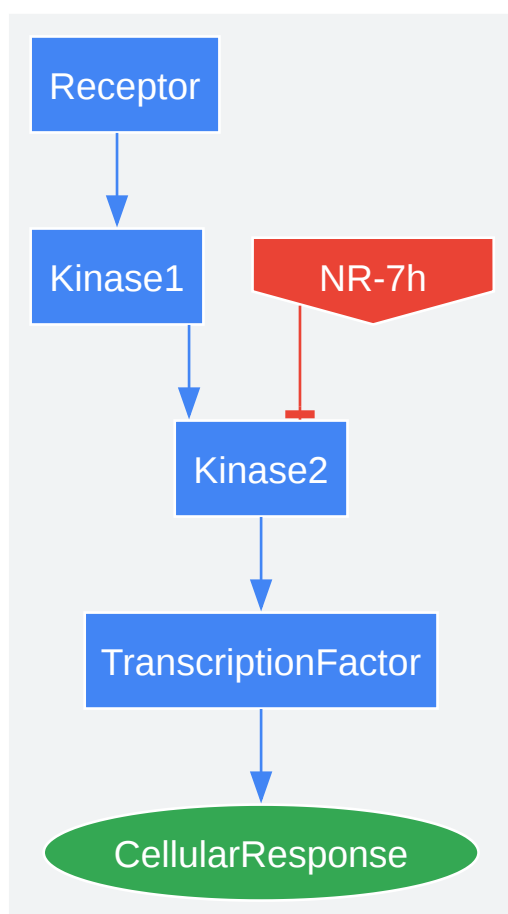 Receptor
Kinase1
NR-7h
Kinase2
TranscriptionFactor
CellularResponse